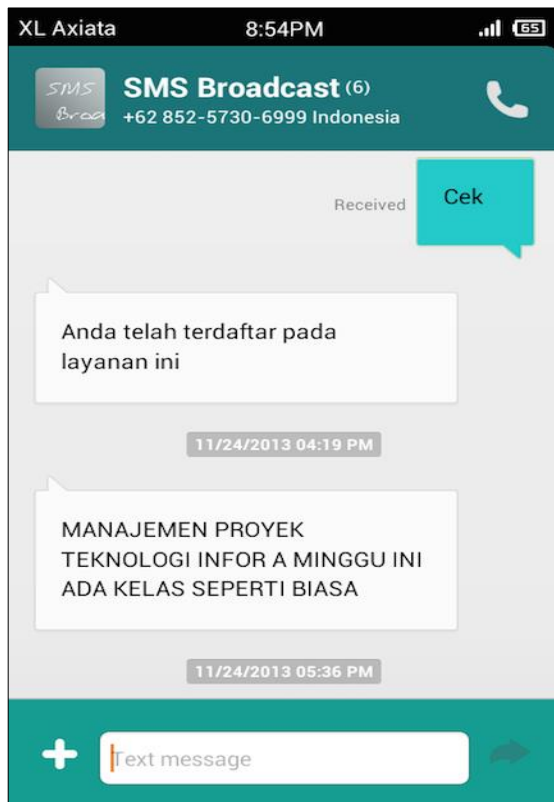 XL Axiata 8:54PM 65
SMS Broadcast (6)
SMS
Broa
+62 852-5730-6999 Indonesia
Received Cek
Anda telah terdaftar pada
layanan ini
11/24/2013 04:19 PM
MANAJEMEN PROYEK
TEKNOLOGI INFOR A MINGGU INI
ADA KELAS SEPERTI BIASA
11/24/2013 05:36 PM
Text message